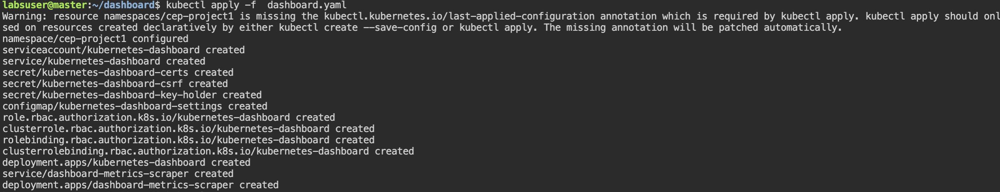 labsuser@master:~/dashboard$ kubectl apply -f  dashboard.yaml
Warning: resource namespaces/cep-project1 is missing the kubectl.kubernetes.io/last-applied-configuration annotation which is required by kubectl apply. kubectl apply should onl
sed on resources created declaratively by either kubectl create --save-config or kubectl apply. The missing annotation will be patched automatically.
namespace/cep-project1 configured
serviceaccount/kubernetes-dashboard created
service/kubernetes-dashboard created
secret/kubernetes-dashboard-certs created
secret/kubernetes-dashboard-csrf created
secret/kubernetes-dashboard-key-holder created
configmap/kubernetes-dashboard-settings created
role.rbac.authorization.k8s.io/kubernetes-dashboard created
clusterrole.rbac.authorization.k8s.io/kubernetes-dashboard created
rolebinding.rbac.authorization.k8s.io/kubernetes-dashboard created
clusterrolebinding.rbac.authorization.k8s.io/kubernetes-dashboard created
deployment.apps/kubernetes-dashboard created
service/dashboard-metrics-scraper created
deployment.apps/dashboard-metrics-scraper created